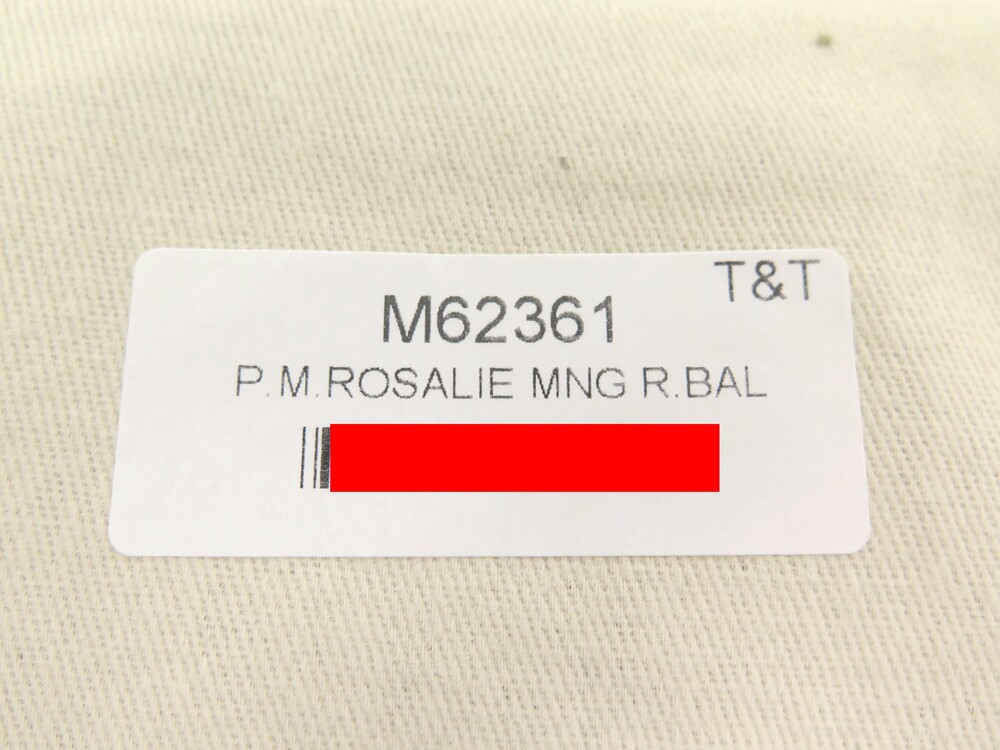 T&T
M62361
P.M.ROSALIE MNG R.BAL